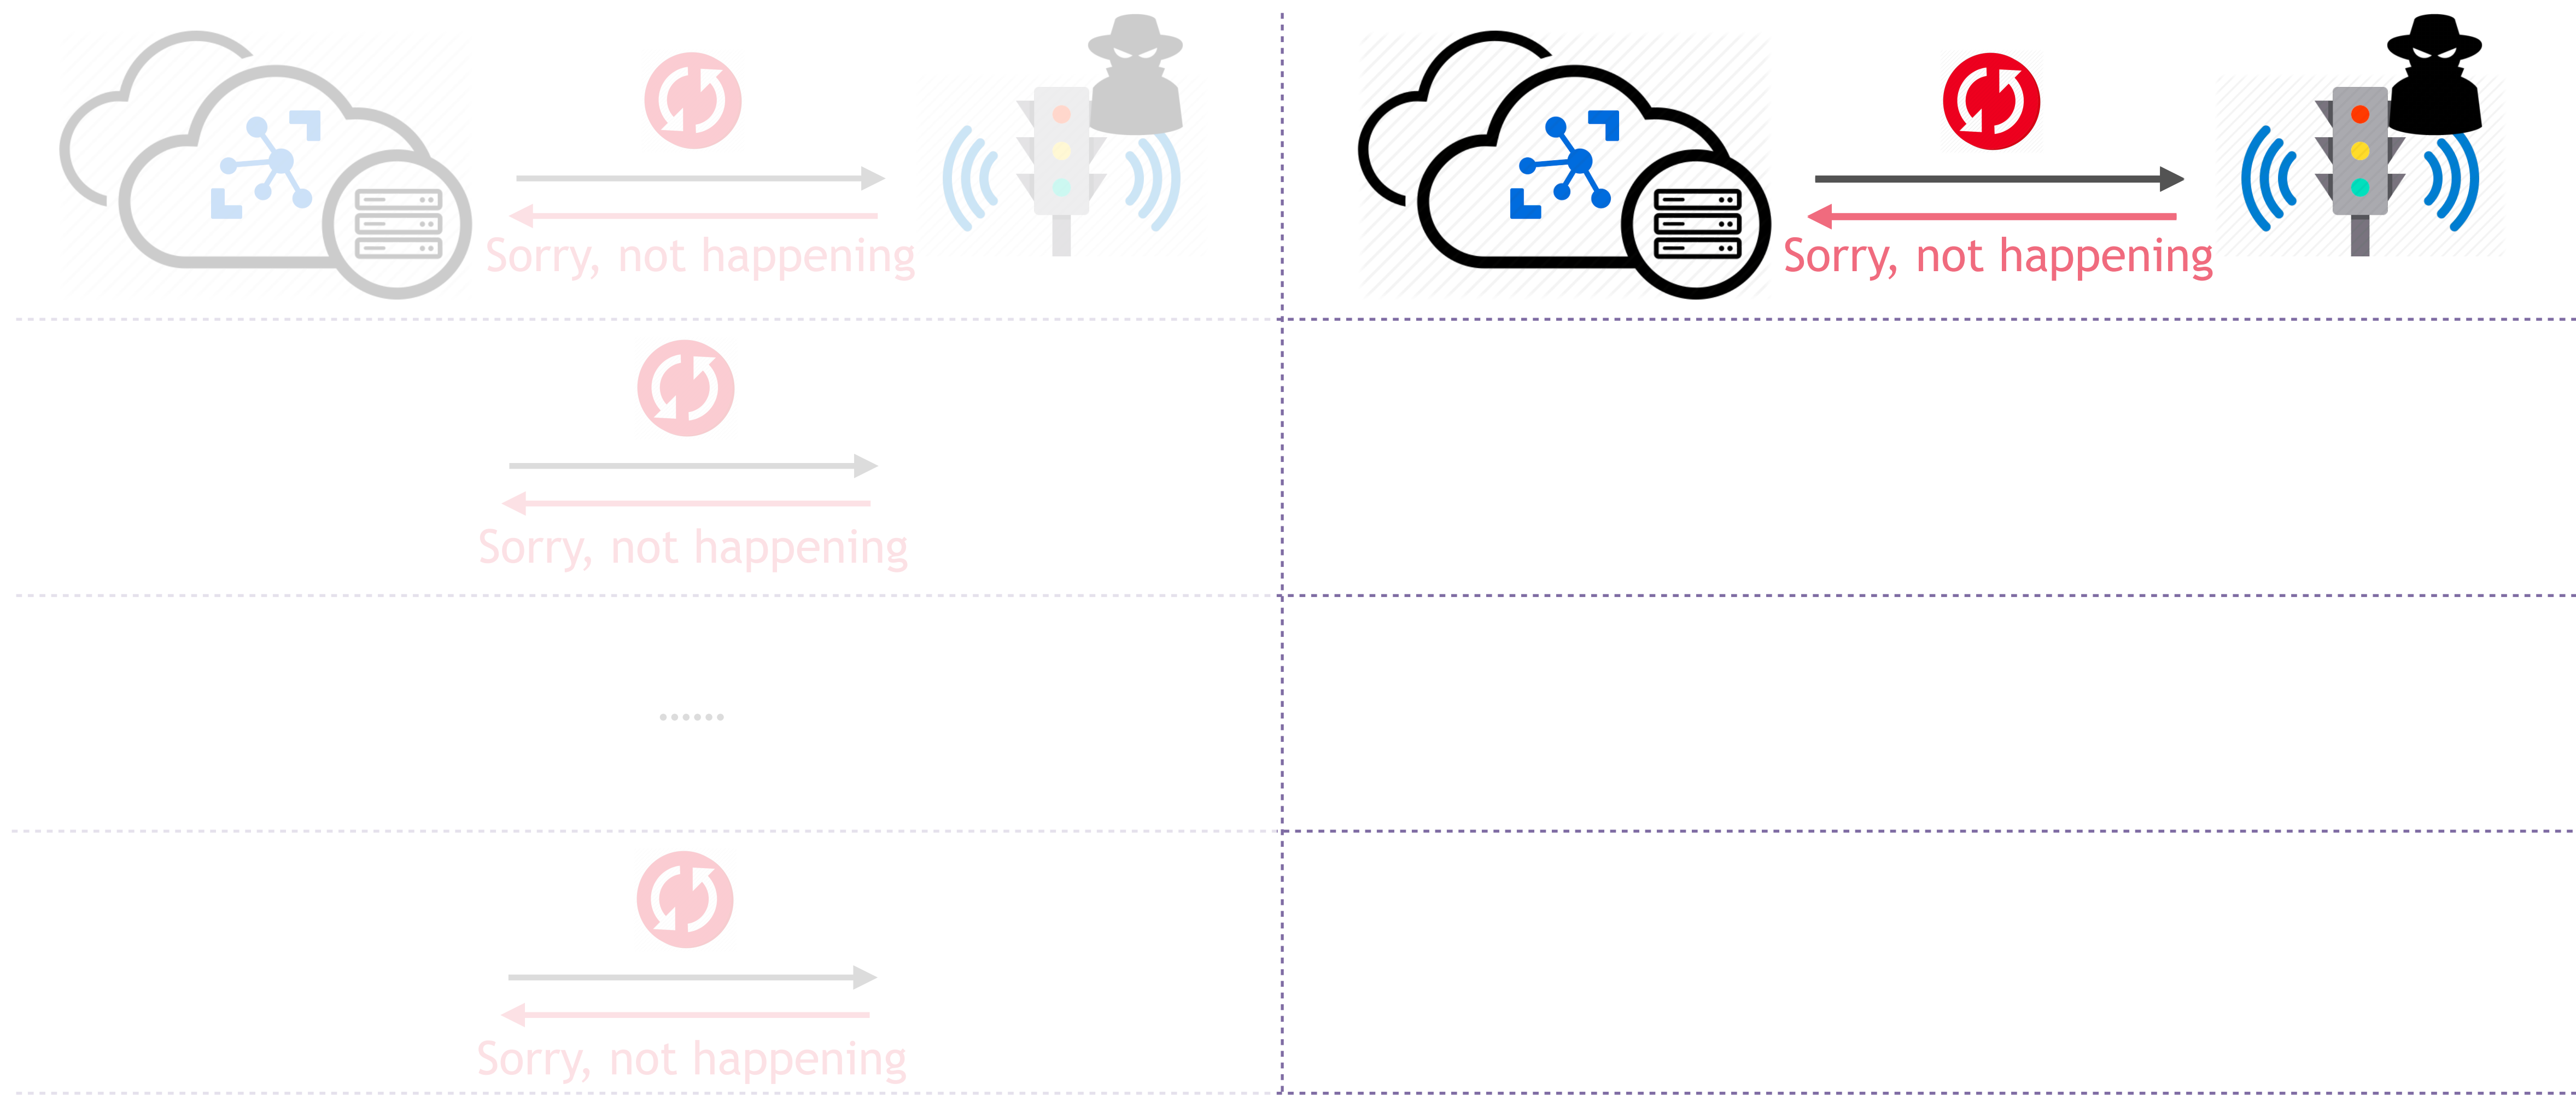 Sorry, not happening
Sorry, not happening
Sorry, not happening
......
Sorry, not happening